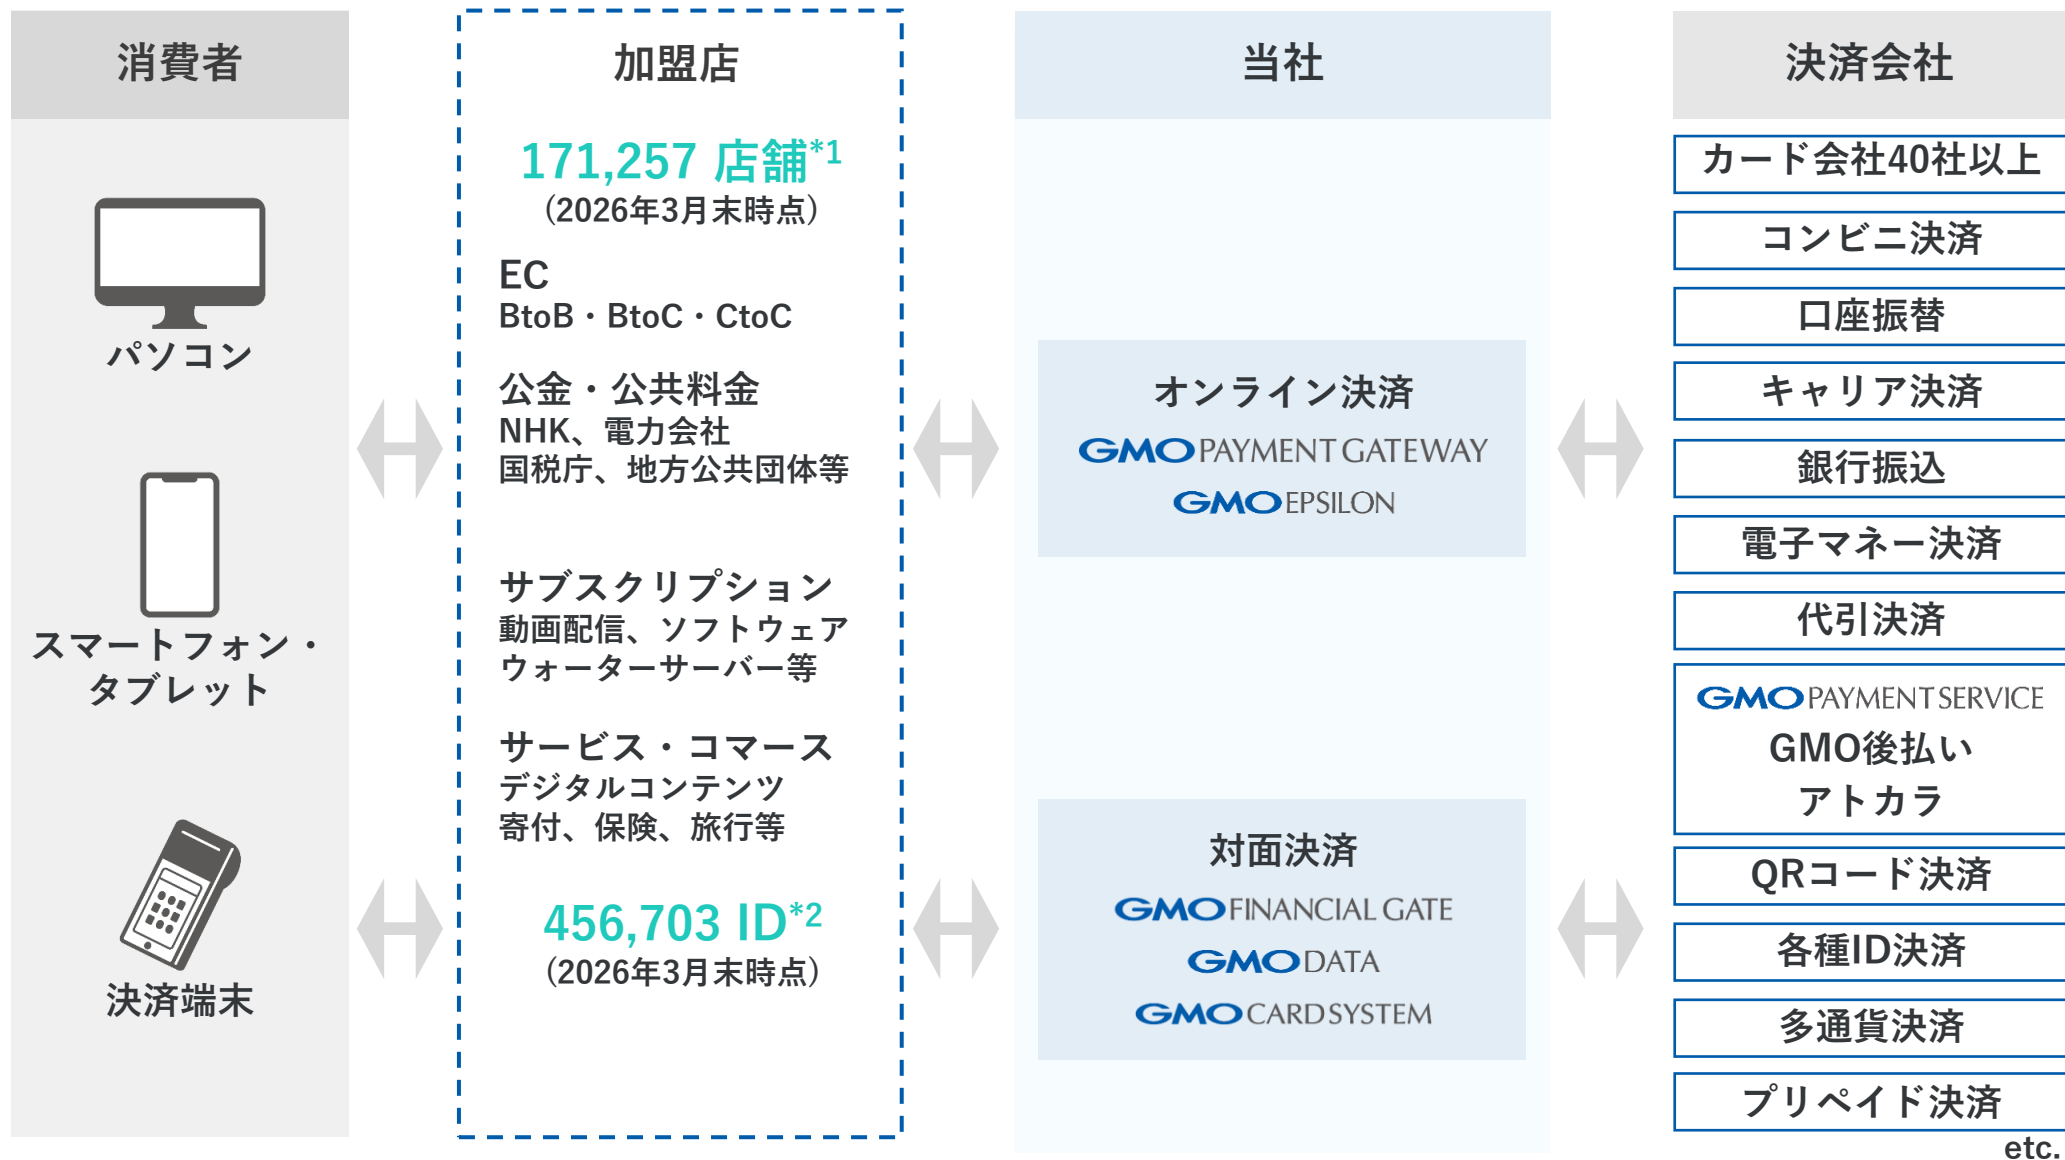 消費者
パソコン
スマートフォン・
タブレット
決済端末
加盟店
171,257 店舗*1
(2026年3月末時点)
EC
BtoB・BtoC・CtoC
公金・公共料金
NHK、電力会社
国税庁、地方公共団体等
サブスクリプション
動画配信、ソフトウェア
ウォーターサーバー等
サービス・コマース
デジタルコンテンツ
寄付、保険、旅行等
456,703 ID*2
(2026年3月末時点)
当社
オンライン決済
GMO PAYMENT GATEWAY
GMO EPSILON
対面決済
GMO FINANCIAL GATE
GMO DATA
GMO CARD SYSTEM
決済会社
カード会社40社以上
コンビニ決済
口座振替
キャリア決済
銀行振込
電子マネー決済
代引決済
GMO PAYMENT SERVICE
GMO後払い
アトカラ
QRコード決済
各種ID決済
多通貨決済
プリペイド決済
etc.